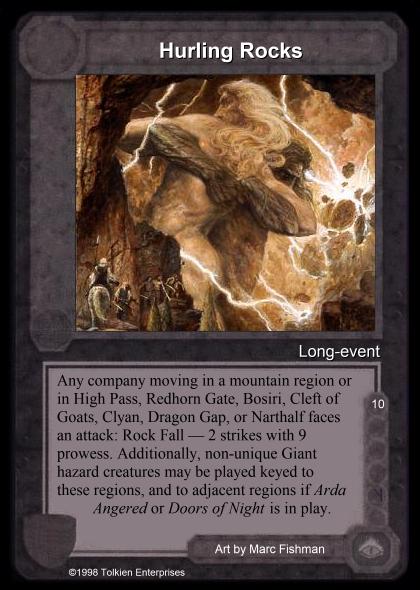 Hurling Rocks
Long-event
Any company moving in a mountain region or
in High Pass, Redhorn Gate, Bosiri, Cleft of
Goats, Clyan, Dragon Gap, or Narthalf faces
an attack: Rock Fall — 2 strikes with 9
prowess. Additionally, non-unique Giant
hazard creatures may be played keyed to
these regions, and to adjacent regions if Arda
Angered or Doors of Night is in play.
10
Art by Marc Fishman
©1998 Tolkien Enterprises